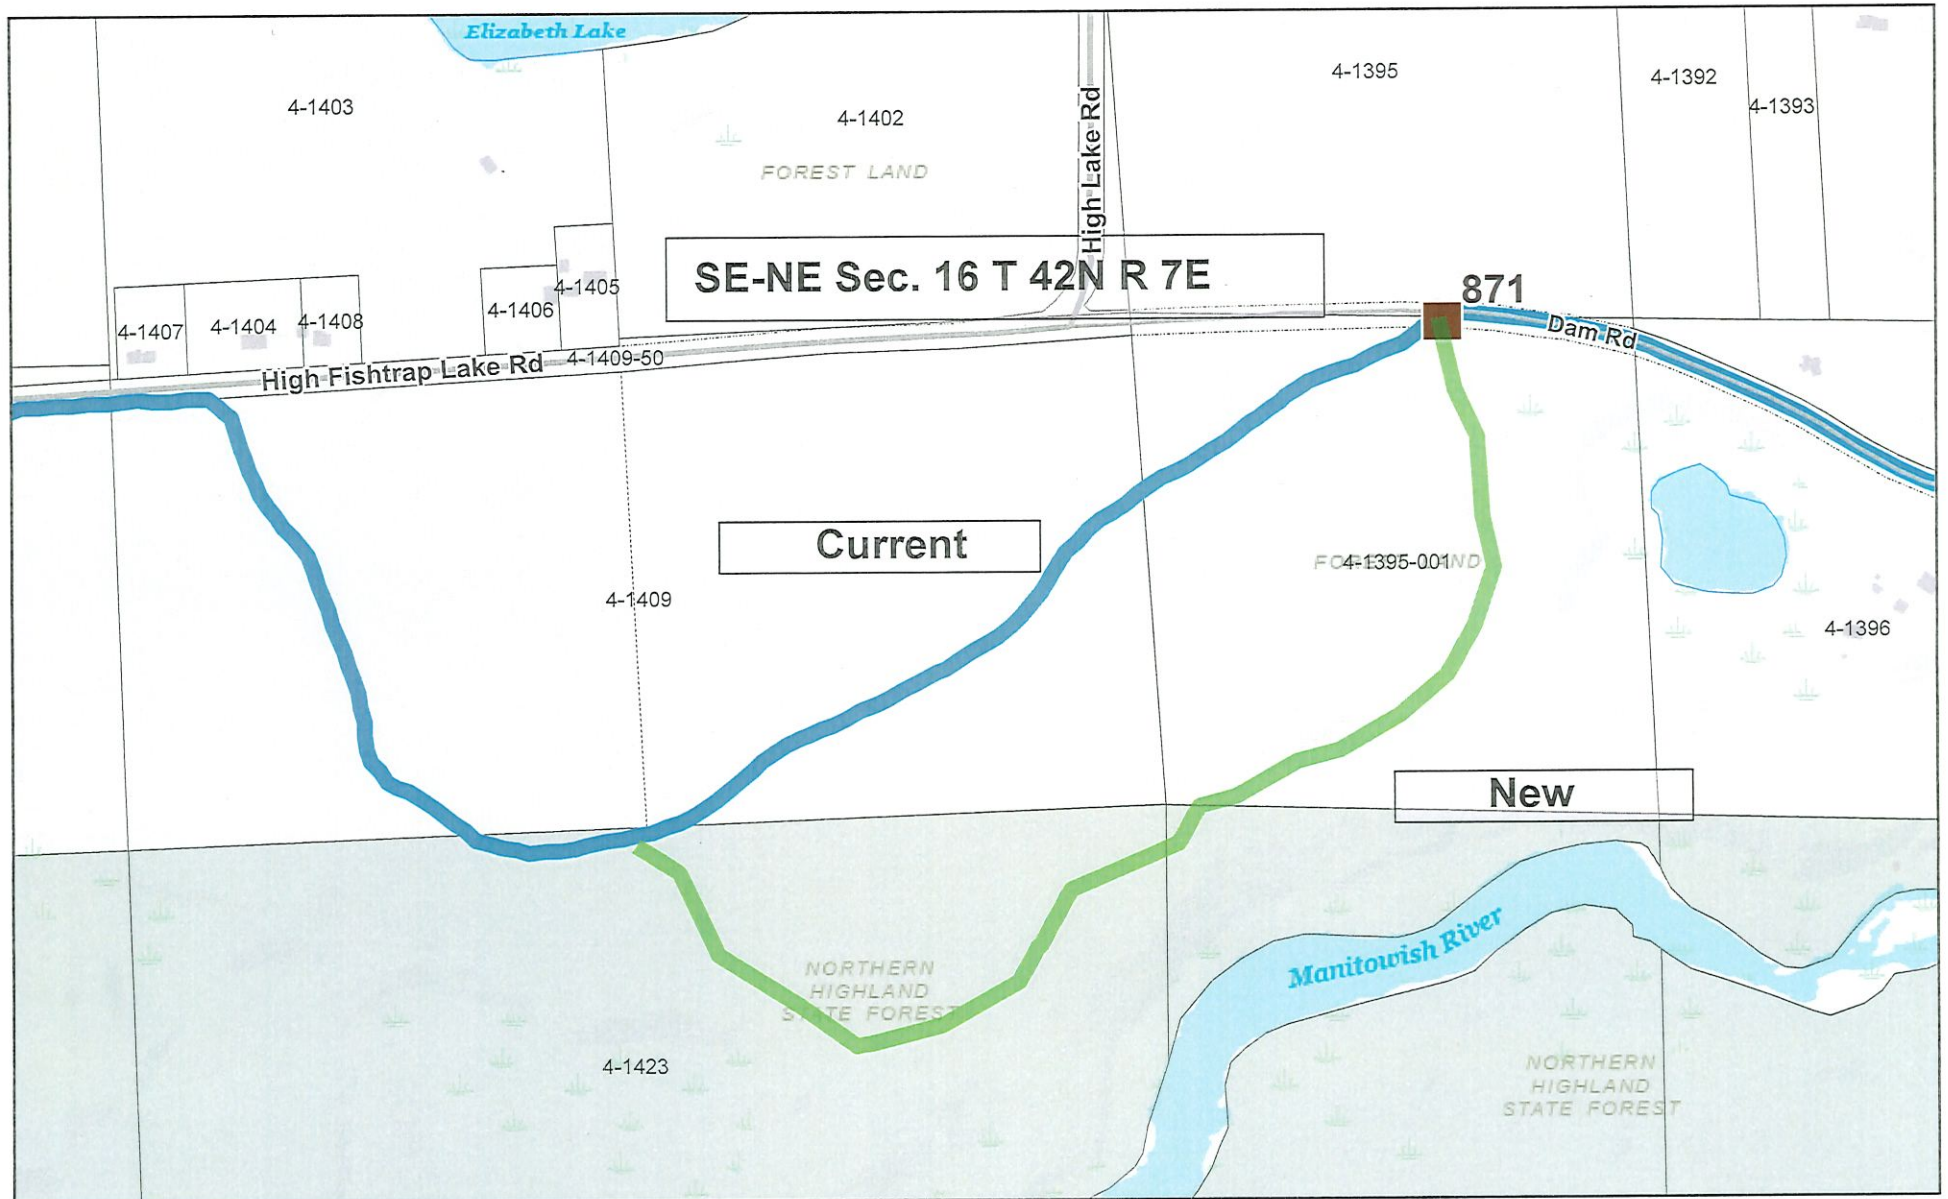 Elizabeth Lake
4-1403
4-1402
4-1395
4-1392
4-1393
FOREST LAND
High Lake Rd
SE-NE Sec. 16 T 42N R 7E
871
4-1407
4-1404
4-1408
4-1406
4-1405
Dam Rd
High Fishtrap Lake Rd
4-1409-50
Current
FOREST LAND
4-1395-001
4-1409
4-1396
New
Manitowish River
NORTHERN
HIGHLAND
STATE FOREST
4-1423
NORTHERN
HIGHLAND
STATE FOREST